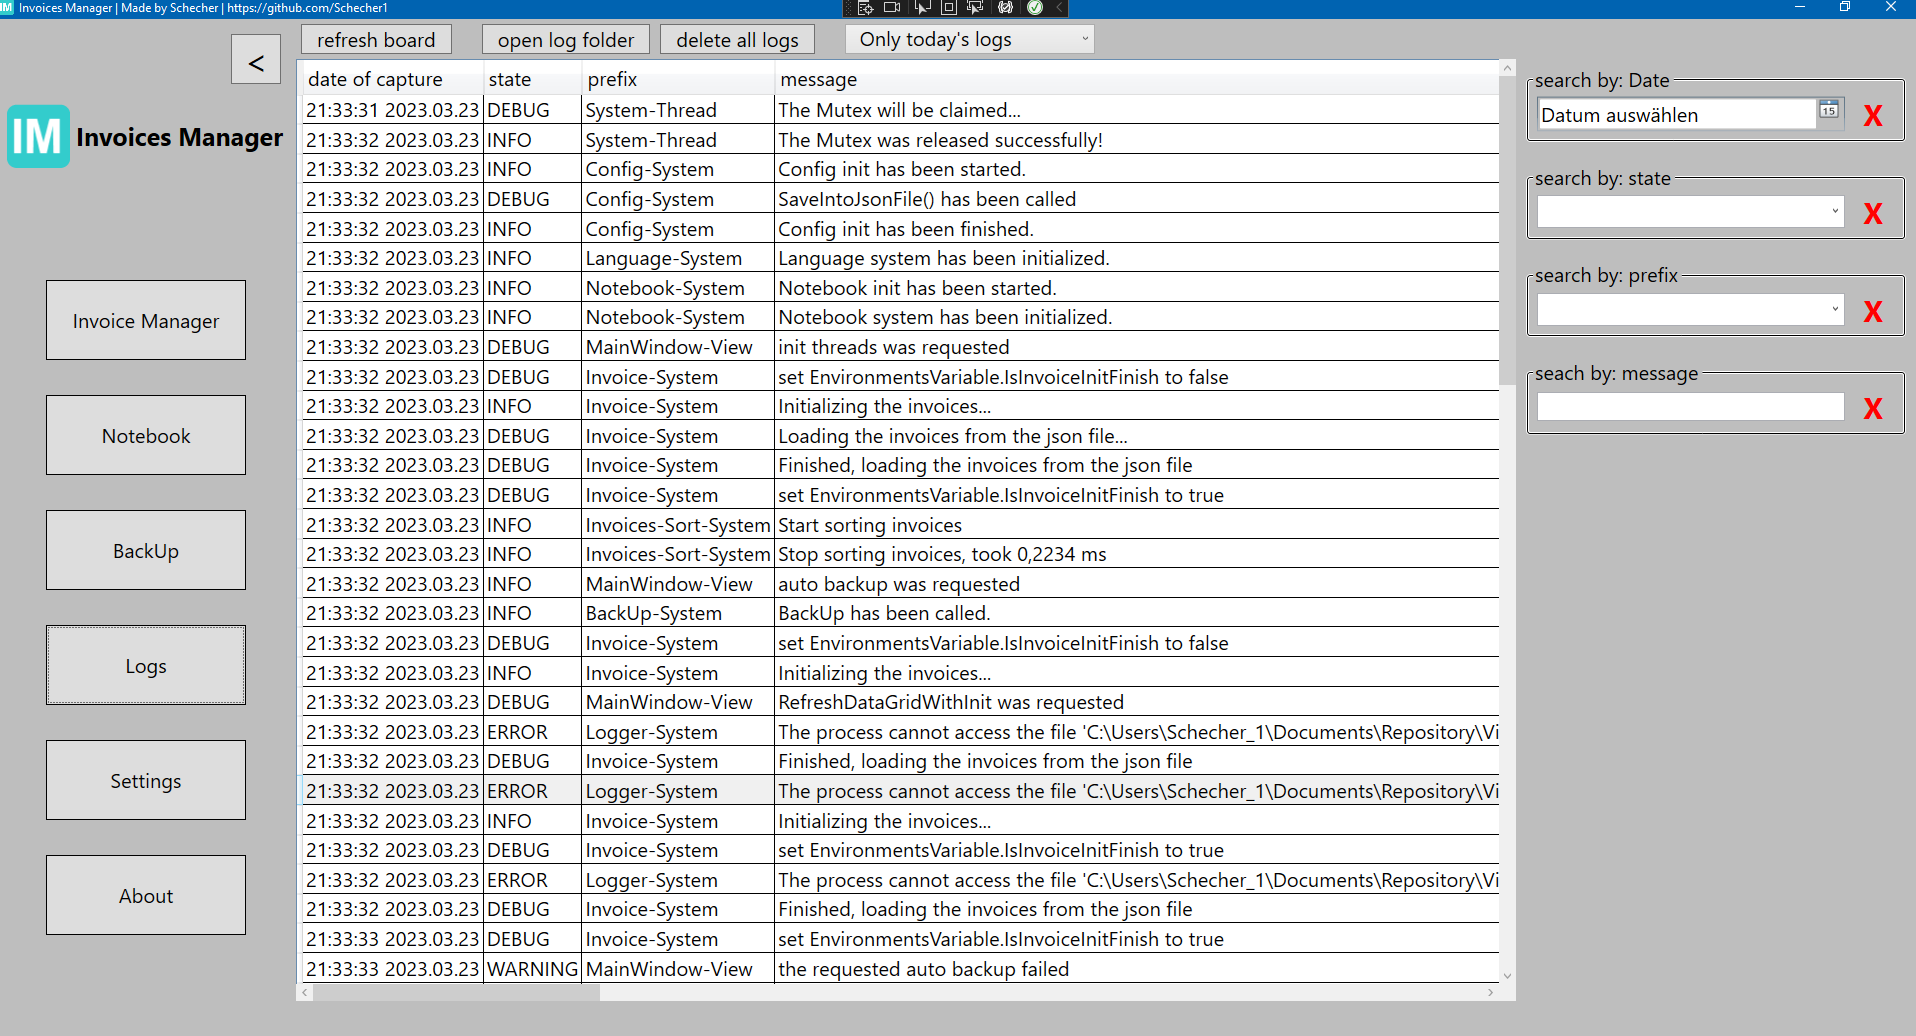 IM Invoices Manager | Made by Schecher | https://github.com/Schecher1
<
IM Invoices Manager
Invoice Manager
Notebook
BackUp
Logs
Settings
About
refresh board open log folder delete all logs Only today's logs
date of capture state prefix message
21:33:31 2023.03.23 DEBUG System-Thread The Mutex will be claimed...
21:33:32 2023.03.23 INFO System-Thread The Mutex was released successfully!
21:33:32 2023.03.23 INFO Config-System Config init has been started.
21:33:32 2023.03.23 DEBUG Config-System SaveIntoJsonFile() has been called
21:33:32 2023.03.23 INFO Config-System Config init has been finished.
21:33:32 2023.03.23 INFO Language-System Language system has been initialized.
21:33:32 2023.03.23 INFO Notebook-System Notebook init has been started.
21:33:32 2023.03.23 INFO Notebook-System Notebook system has been initialized.
21:33:32 2023.03.23 DEBUG MainWindow-View init threads was requested
21:33:32 2023.03.23 DEBUG Invoice-System set EnvironmentsVariable.IsInvoiceInitFinish to false
21:33:32 2023.03.23 INFO Invoice-System Initializing the invoices...
21:33:32 2023.03.23 DEBUG Invoice-System Loading the invoices from the json file...
21:33:32 2023.03.23 DEBUG Invoice-System Finished, loading the invoices from the json file
21:33:32 2023.03.23 DEBUG Invoice-System set EnvironmentsVariable.IsInvoiceInitFinish to true
21:33:32 2023.03.23 INFO Invoices-Sort-System Start sorting invoices
21:33:32 2023.03.23 INFO Invoices-Sort-System Stop sorting invoices, took 0,2234 ms
21:33:32 2023.03.23 INFO MainWindow-View auto backup was requested
21:33:32 2023.03.23 INFO BackUp-System BackUp has been called.
21:33:32 2023.03.23 DEBUG Invoice-System set EnvironmentsVariable.IsInvoiceInitFinish to false
21:33:32 2023.03.23 INFO Invoice-System Initializing the invoices...
21:33:32 2023.03.23 DEBUG MainWindow-View RefreshDataGridWithInit was requested
21:33:32 2023.03.23 ERROR Logger-System The process cannot access the file 'C:\Users\Schecher_1\Documents\Repository\Vi
21:33:32 2023.03.23 DEBUG Invoice-System Finished, loading the invoices from the json file
21:33:32 2023.03.23 ERROR Logger-System The process cannot access the file 'C:\Users\Schecher_1\Documents\Repository\Vi
21:33:32 2023.03.23 INFO Invoice-System Initializing the invoices...
21:33:32 2023.03.23 DEBUG Invoice-System set EnvironmentsVariable.IsInvoiceInitFinish to true
21:33:32 2023.03.23 ERROR Logger-System The process cannot access the file 'C:\Users\Schecher_1\Documents\Repository\Vi
21:33:32 2023.03.23 DEBUG Invoice-System Finished, loading the invoices from the json file
21:33:33 2023.03.23 DEBUG Invoice-System set EnvironmentsVariable.IsInvoiceInitFinish to true
21:33:33 2023.03.23 WARNING MainWindow-View the requested auto backup failed
search by: Date
Datum auswählen 15 X
search by: state
X
search by: prefix
X
seach by: message
X